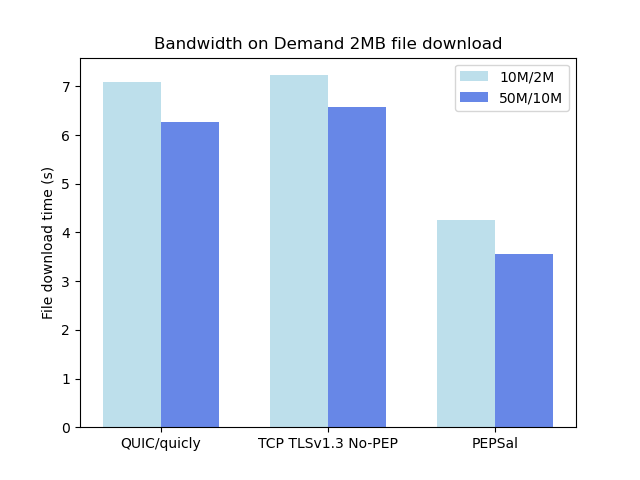 Bandwidth on Demand 2MB file download
10M/2M
50M/10M
File download time (s)
7
6
5
4
3
2
1
0
QUIC/quicly
TCP TLSv1.3 No-PEP
PEPSal